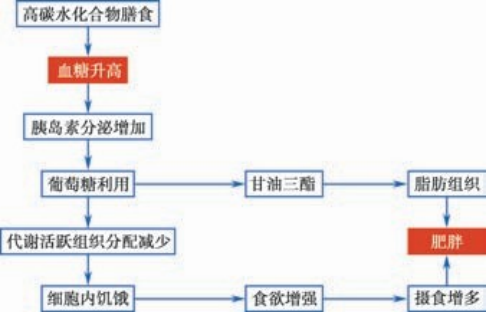 高碳水化合物膳食
血糖升高
胰岛素分泌增加
葡萄糖利用
甘油三酯
脂肪组织
代谢活跃组织分配减少
肥胖
细胞内饥饿
食欲增强
摄食增多